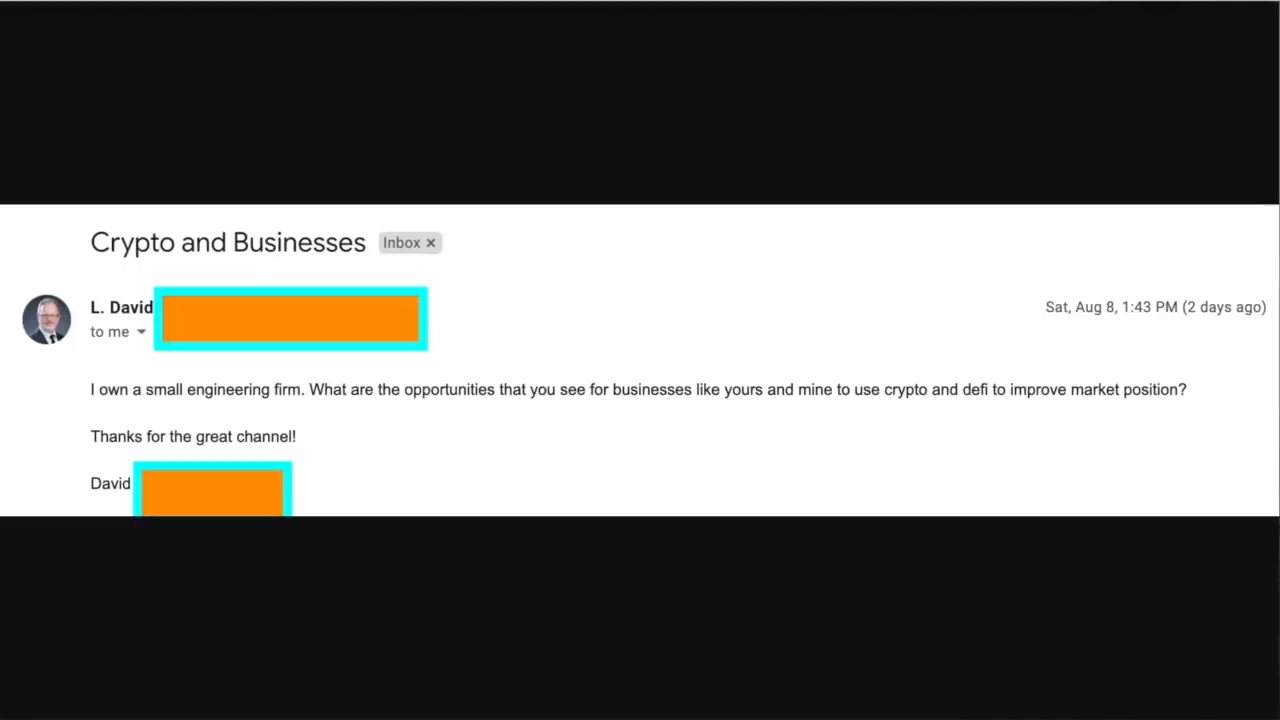 Crypto and Businesses Inbox ×
L. David
Sat, Aug 8, 1:43 PM (2 days ago)
to me
I own a small engineering firm. What are the opportunities that you see for businesses like yours and mine to use crypto and defi to improve market position?
Thanks for the great channel!
David